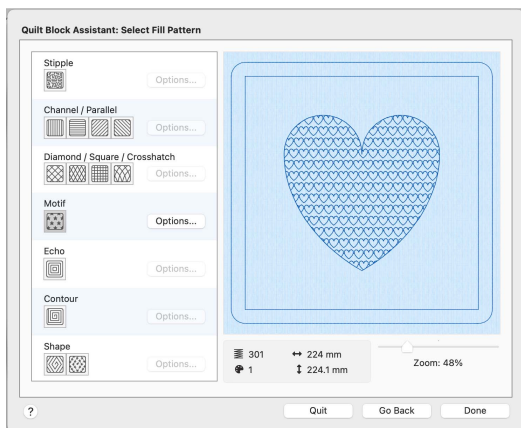 Quilt Block Assistant: Select Fill Pattern
Stipple
Options...
Channel / Parallel
Options...
Diamond / Square / Crosshatch
Options...
Motif
Options...
Echo
Options...
Contour
Options...
Shape
Options...
301
224 mm
1
224.1 mm
Zoom: 48%
?
Quit
Go Back
Done